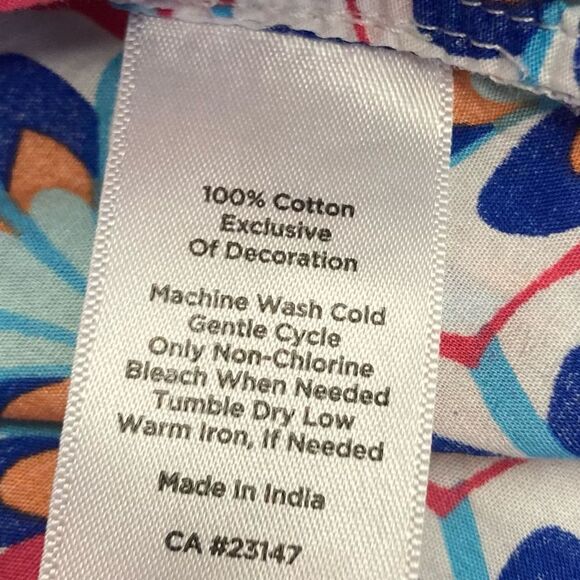 100% Cotton
Exclusive
Of Decoration
Machine Wash Cold
Gentle Cycle
Only Non-Chlorine
Bleach When Needed
Tumble Dry Low
Warm Iron, If Needed
Made in India
CA #23147